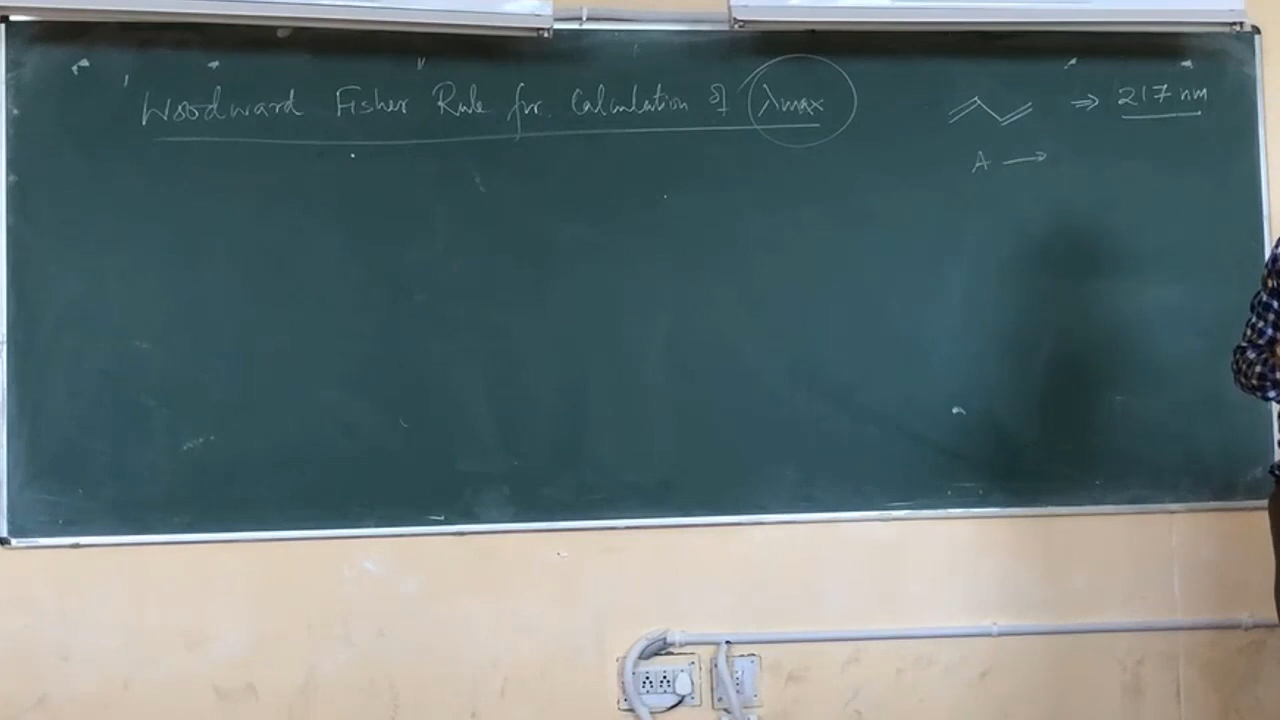 Woodward Fisher Rule for Calculation of λmax
⇒ 217 nm
A →